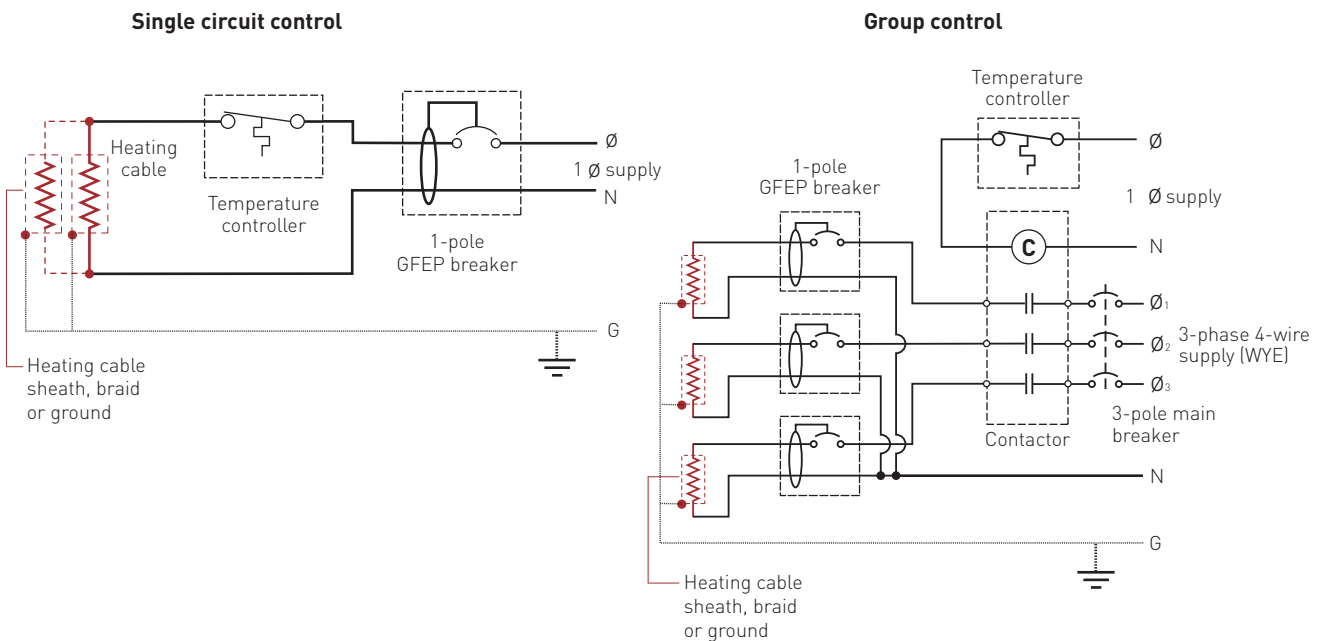 Single circuit control
Heating
cable
Temperature
controller
1-pole
GFEP breaker
Ø
1 Ø supply
N
G
Heating cable
sheath, braid
or ground
Group control
Temperature
controller
Ø
1 Ø supply
N
1-pole
GFEP breaker
C
Ø1
Ø2
3-phase 4-wire
supply (WYE)
Ø3
3-pole main
breaker
Contactor
N
G
Heating cable
sheath, braid
or ground